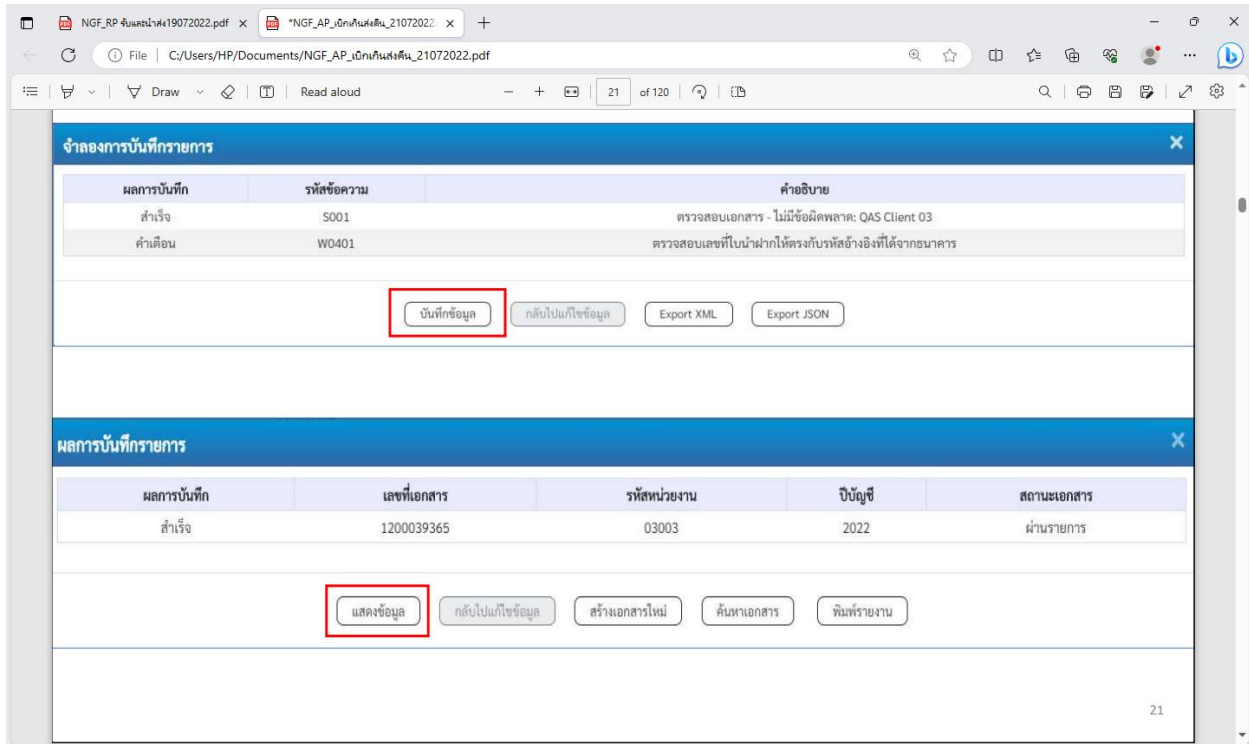 NGF_RP รับและนำส่ง19072022.pdf
*NGF_AP_เบิกเกินส่งคืน_21072022
File | C:/Users/HP/Documents/NGF_AP_เบิกเกินส่งคืน_21072022.pdf
Draw Read aloud 21 of 120
จำลองการบันทึกรายการ
ผลการบันทึก รหัสข้อความ คำอธิบาย
สำเร็จ S001 ตรวจสอบเอกสาร - ไม่มีข้อผิดพลาด: QAS Client 03
คำเตือน W0401 ตรวจสอบเลขที่ใบนำฝากให้ตรงกับรหัสอ้างอิงที่ได้จากธนาคาร
บันทึกข้อมูล กลับไปแก้ไขข้อมูล Export XML Export JSON
ผลการบันทึกรายการ
ผลการบันทึก เลขที่เอกสาร รหัสหน่วยงาน ปีบัญชี สถานะเอกสาร
สำเร็จ 1200039365 03003 2022 ผ่านรายการ
แสดงข้อมูล กลับไปแก้ไขข้อมูล สร้างเอกสารใหม่ ค้นหาเอกสาร พิมพ์รายงาน
21